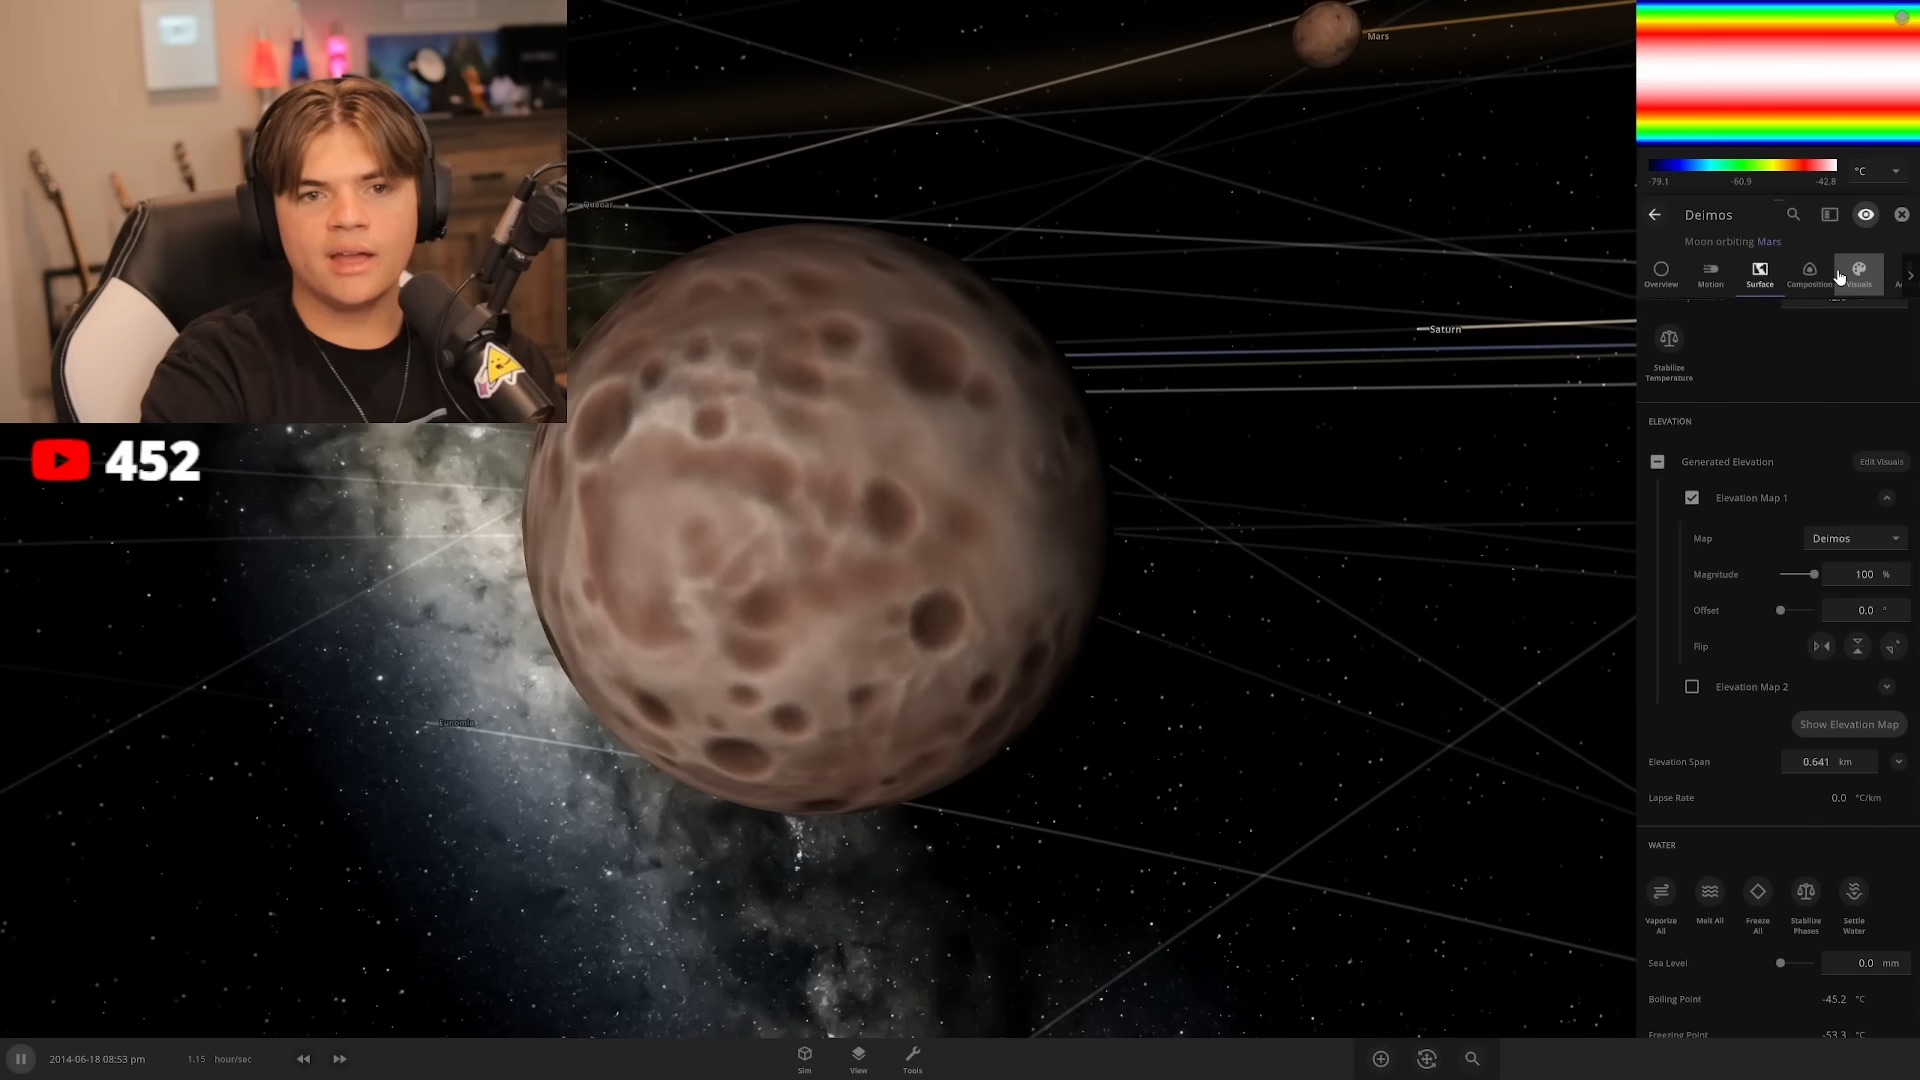 Mars
Quaoar
Saturn
Eunomia
452
-79.1
-60.9
-42.8
°C
Deimos
Moon orbiting Mars
Overview
Motion
Surface
Composition
Visuals
Stabilize
Temperature
ELEVATION
Generated Elevation
Edit Visuals
Elevation Map 1
Map
Deimos
Magnitude
100 %
Offset
0.0 °
Flip
Elevation Map 2
Show Elevation Map
Elevation Span
0.641 km
Lapse Rate
0.0 °C/km
WATER
Vaporize
All
Melt All
Freeze
All
Stabilize
Phases
Settle
Water
Sea Level
0.0 mm
Boiling Point
-45.2 °C
Freezing Point
-53.3 °C
2014-06-18 08:53 pm
1.15 hour/sec
Sim
View
Tools